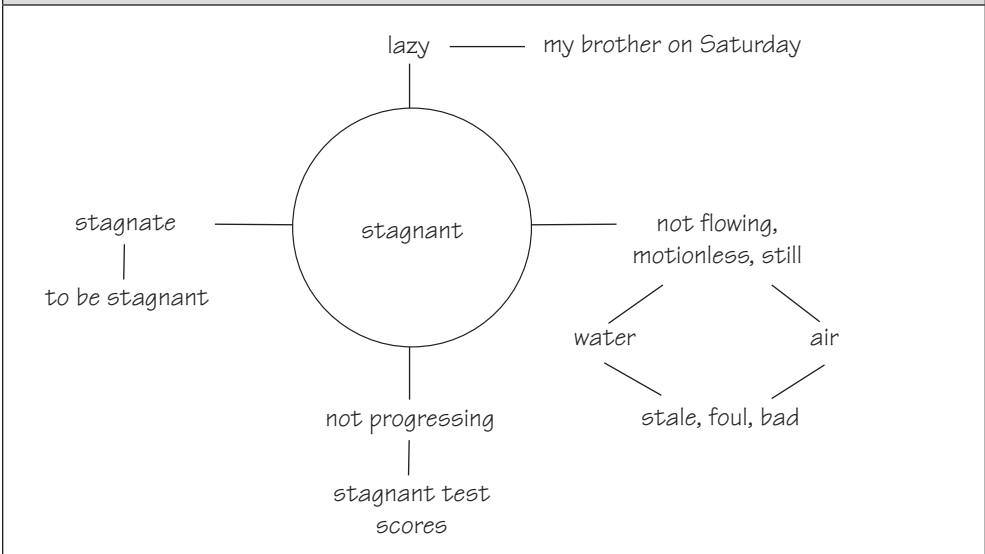 lazy
my brother on Saturday
stagnate
to be stagnant
stagnant
not flowing,
motionless, still
water
air
stale, foul, bad
not progressing
stagnant test
scores